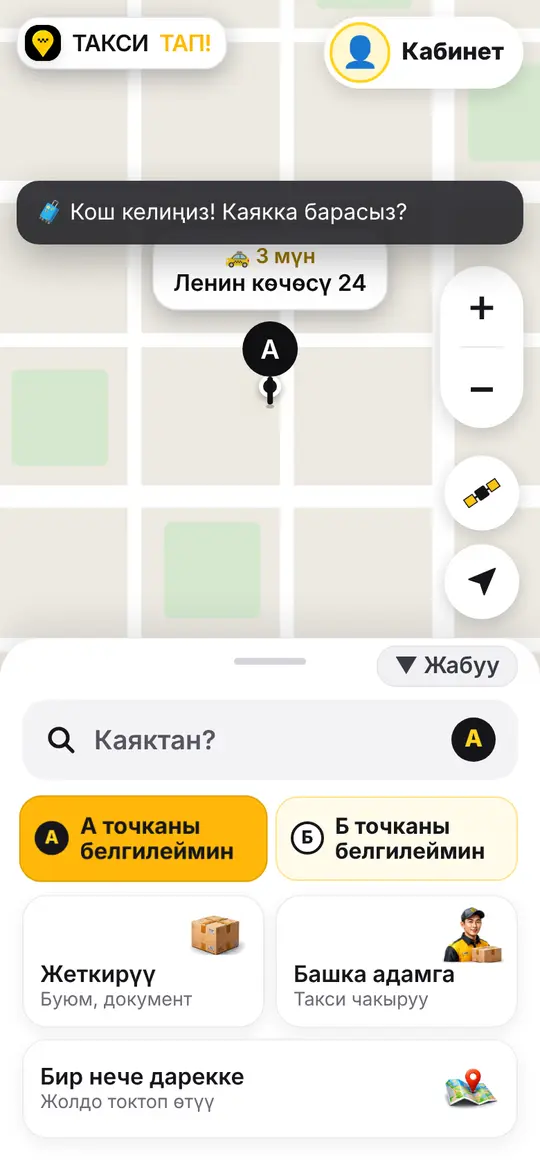 ТАКСИ ТАП!
Кабинет
Кош келиңиз! Каякка барасыз?
3 мүн
Ленин көчөсү 24
А
+
−
Жабуу
Каяктан?
А
А
А точканы
белгилеймин
Б
Б точканы
белгилеймин
Жеткирүү
Буюм, документ
Башка адамга
Такси чакыруу
Бир нече дарекке
Жолдо токтоп өтүү